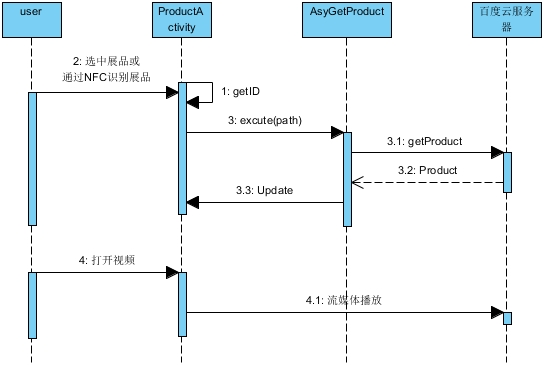 user
ProductA
ctivity
AsyGetProduct
百度云服务
器
2: 选中展品或
通过NFC识别展品
1: getID
3: excute(path)
3.1: getProduct
3.2: Product
3.3: Update
4: 打开视频
4.1: 流媒体播放